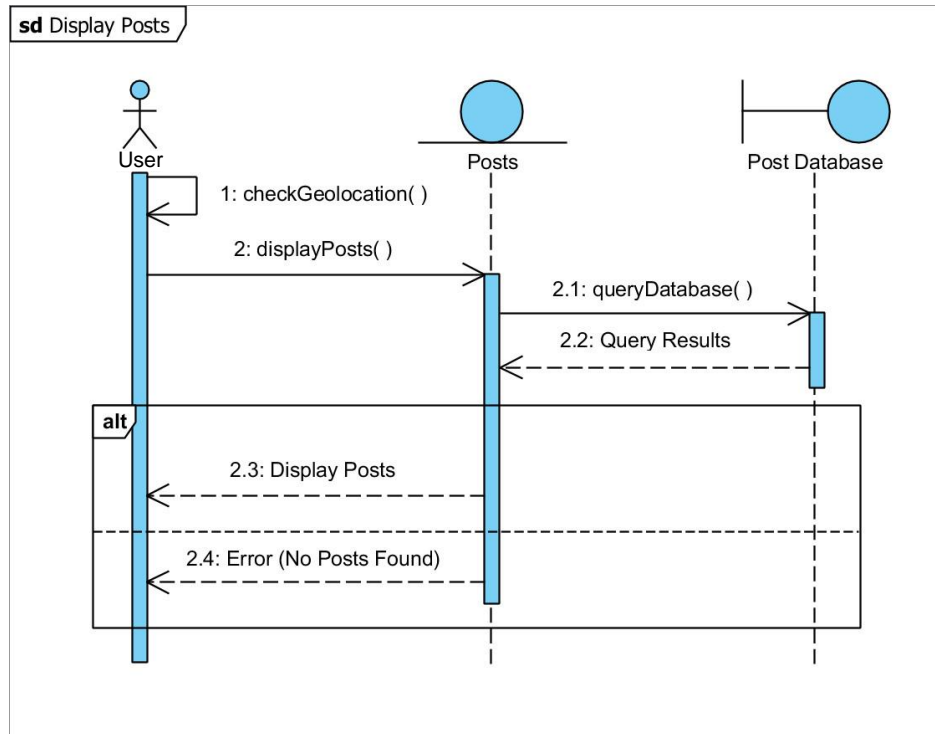 sd Display Posts
User
Posts
Post Database
1: checkGeolocation( )
2: displayPosts( )
2.1: queryDatabase( )
2.2: Query Results
alt
2.3: Display Posts
2.4: Error (No Posts Found)